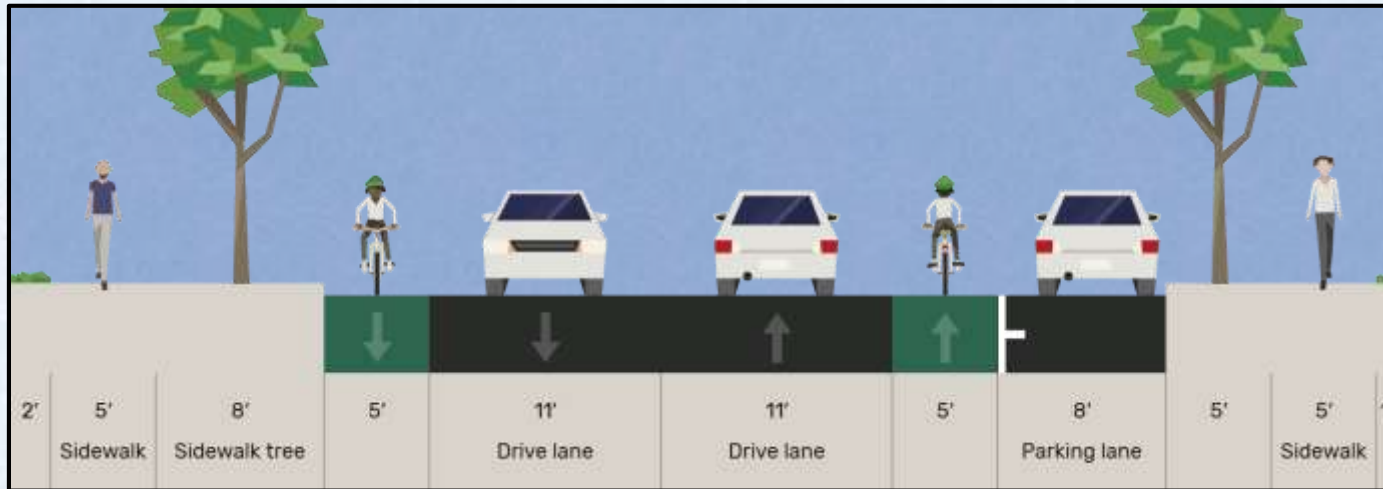 2' 5' 8' 5' 11' 11' 5' 8' 5' 5'
Sidewalk Sidewalk tree Drive lane Drive lane Parking lane Sidewalk